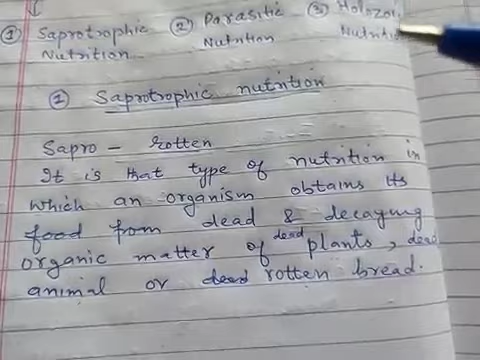 ① Saprotrophic ② Parasitic ③ Holozoic
Nutrition Nutrition Nutrition
① Saprotrophic nutrition
Sapro - rotten
It is that type of nutrition in
which an organism obtains its
food from dead & decaying
organic matter of dead plants, dead
animal or dead rotten bread.